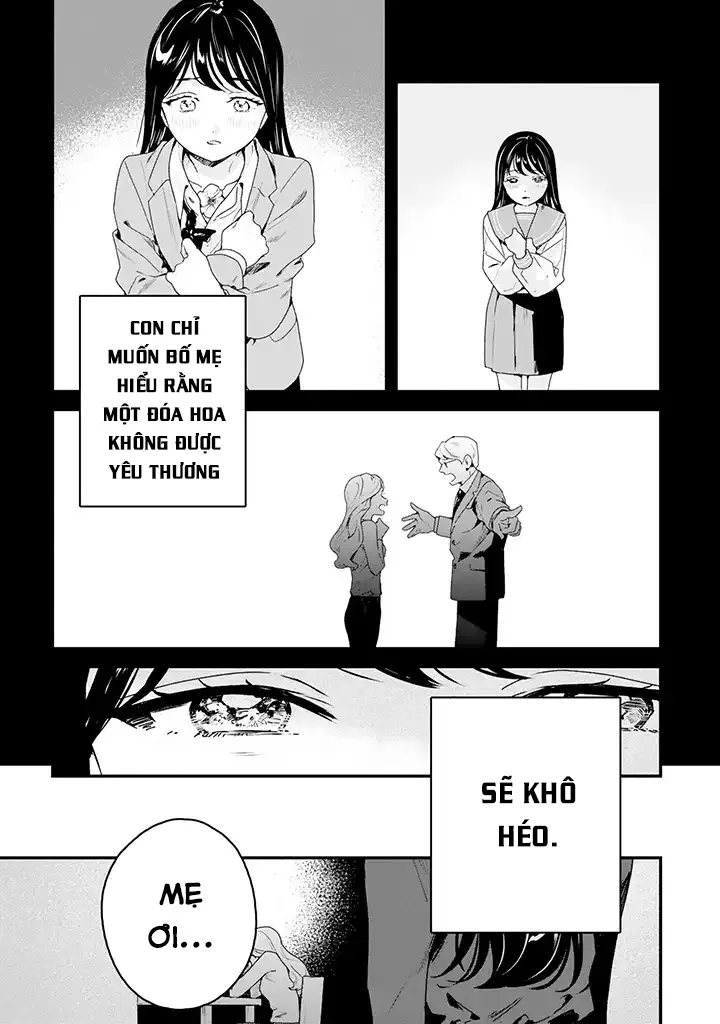 CON CHỈ
MUỐN BỐ MẸ
HIỂU RẰNG
MỘT ĐÓA HOA
KHÔNG ĐƯỢC
YÊU THƯƠNG
SẼ KHÔ
HÉO.
MẸ
ƠI...